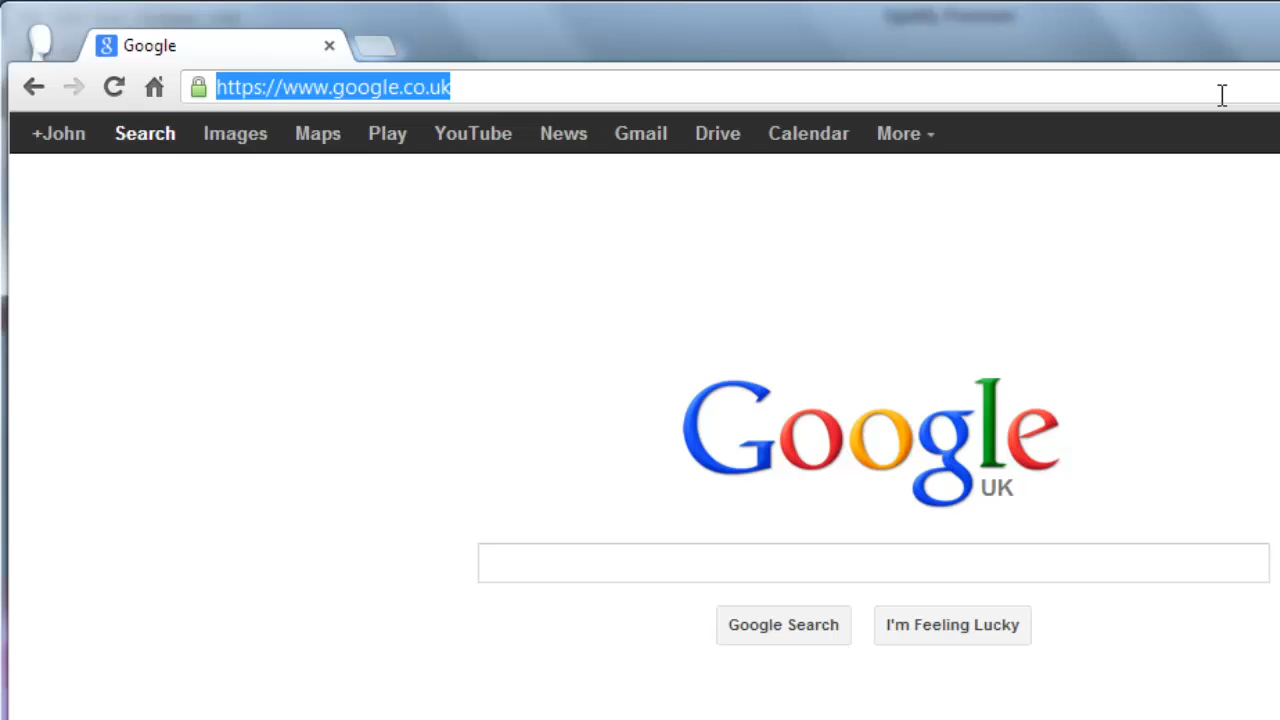 Google
https://www.google.co.uk
+John Search Images Maps Play YouTube News Gmail Drive Calendar More
Google
UK
Google Search I'm Feeling Lucky